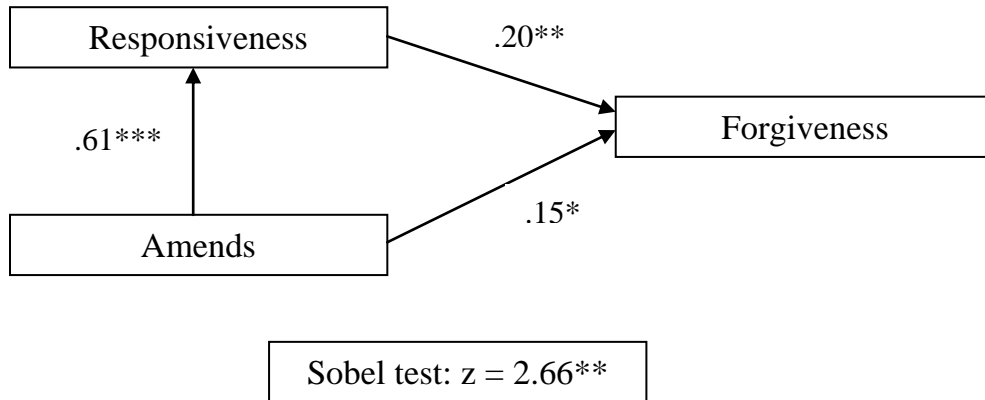 Responsiveness
.20**
Forgiveness
.61***
.15*
Amends
Sobel test: z = 2.66**